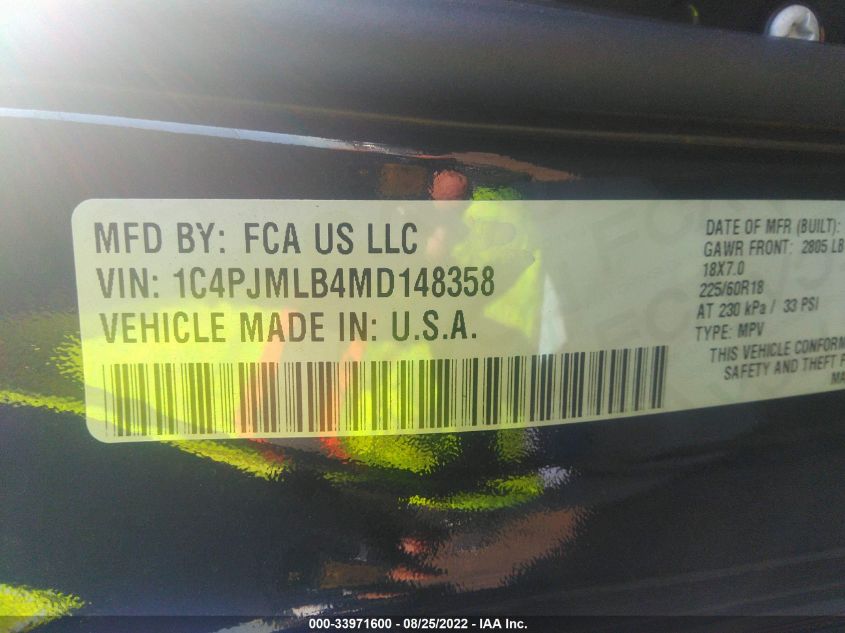 MFD BY: FCA US LLC
VIN: 1C4PJMLB4MD148358
VEHICLE MADE IN: U.S.A.
DATE OF MFR (BUILT):
GAWR FRONT: 2805 LB
18X7.0
225/60R18
AT 230 kPa / 33 PSI
TYPE: MPV
THIS VEHICLE CONFORM
SAFETY AND THEFT P
MA
000-33971600 - 08/25/2022 - IAA Inc.